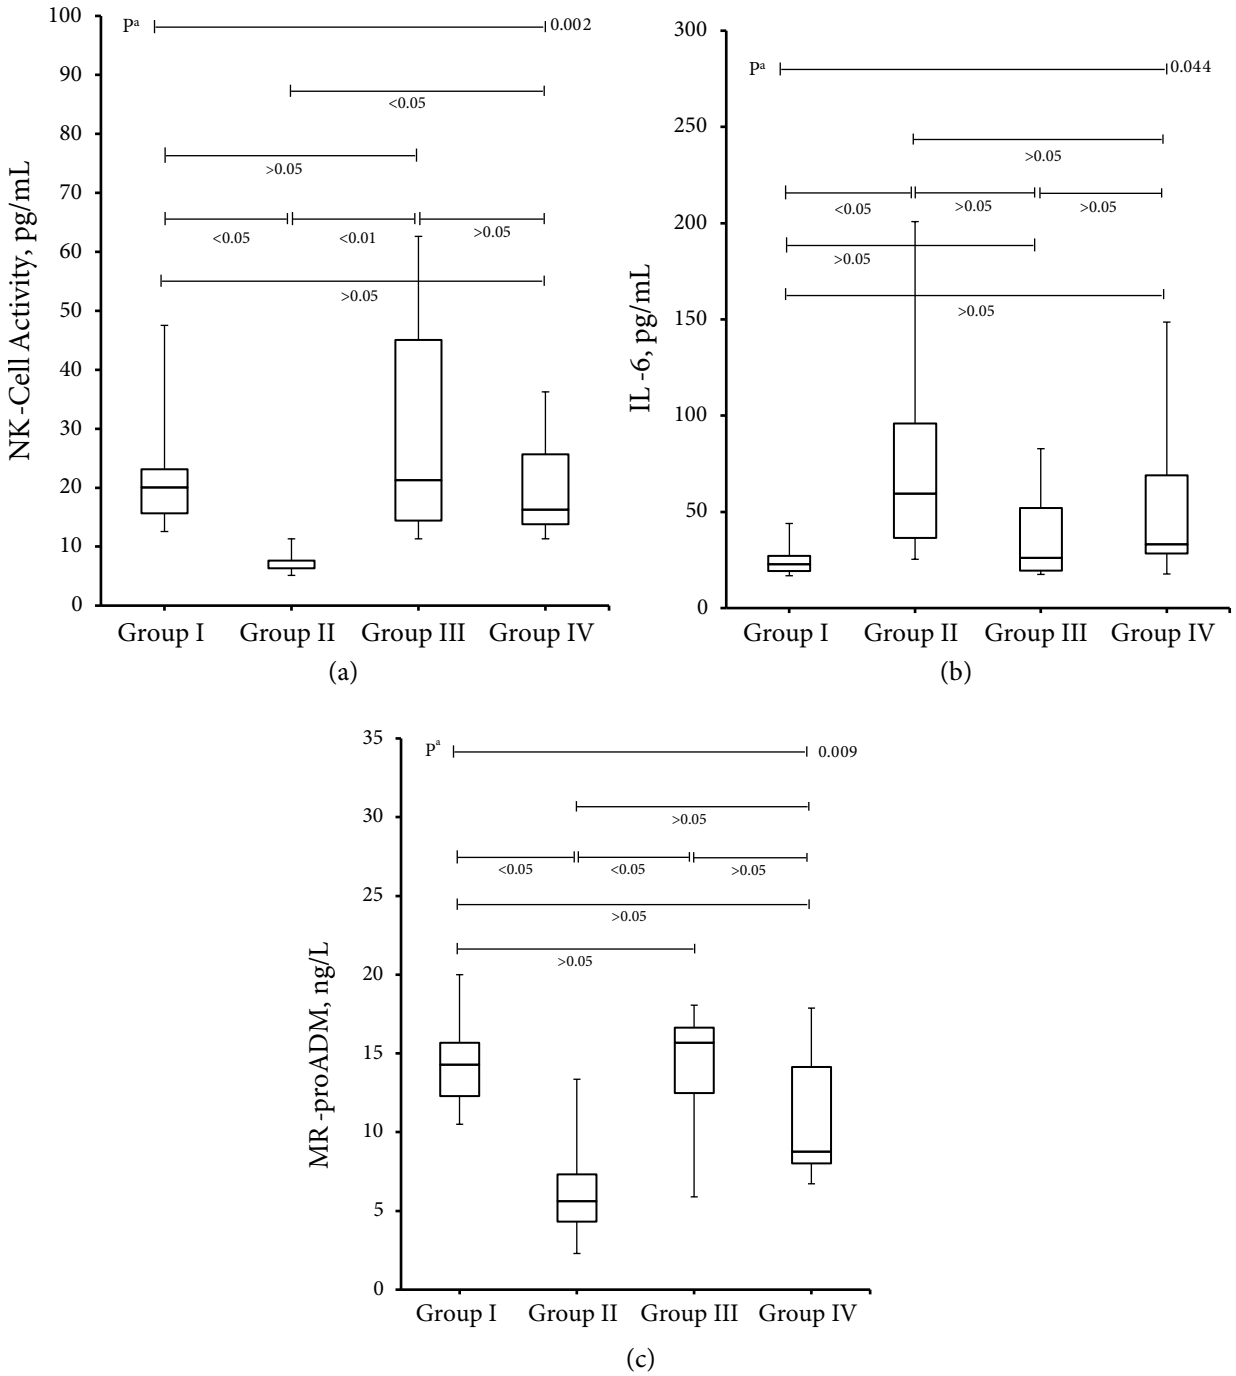 NK-Cell Activity, pg/mL
100
90
80
70
60
50
40
30
20
10
0
Pᵃ 0.002
<0.05
>0.05
<0.05 <0.01 >0.05
>0.05
Group I Group II Group III Group IV
(a)
IL-6, pg/mL
300
250
200
150
100
50
0
Pᵃ 0.044
>0.05
<0.05 >0.05 >0.05
>0.05
>0.05
Group I Group II Group III Group IV
(b)
MR-proADM, ng/L
35
30
25
20
15
10
5
0
Pᵃ 0.009
>0.05
<0.05 <0.05 >0.05
>0.05
>0.05
Group I Group II Group III Group IV
(c)